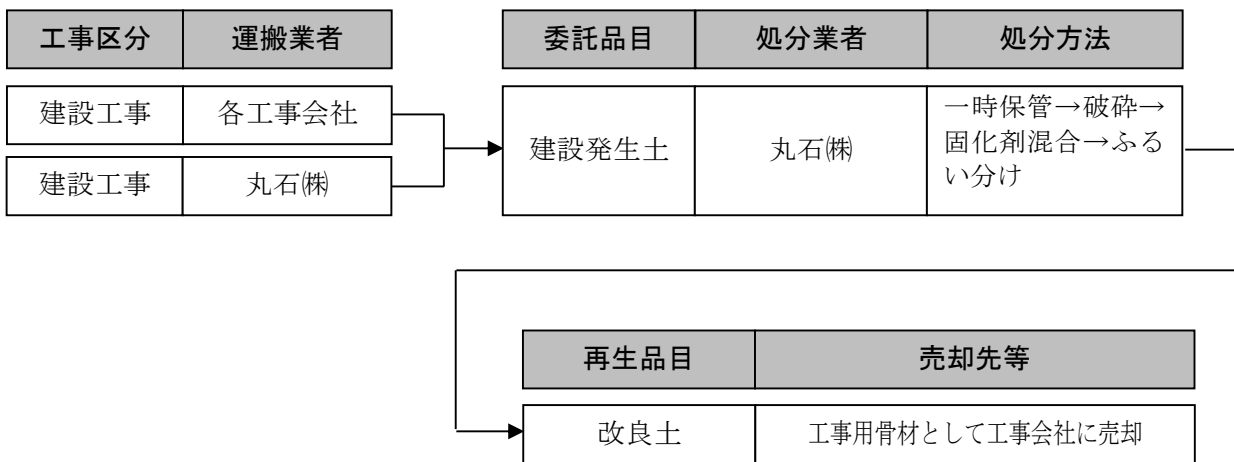 工事区分 運搬業者 委託品目 処分業者 処分方法
建設工事 各工事会社
建設工事 丸石㈱
建設発生土 丸石㈱ 一時保管→破砕→
固化剤混合→ふる
い分け
再生品目 売却先等
改良土 工事用骨材として工事会社に売却